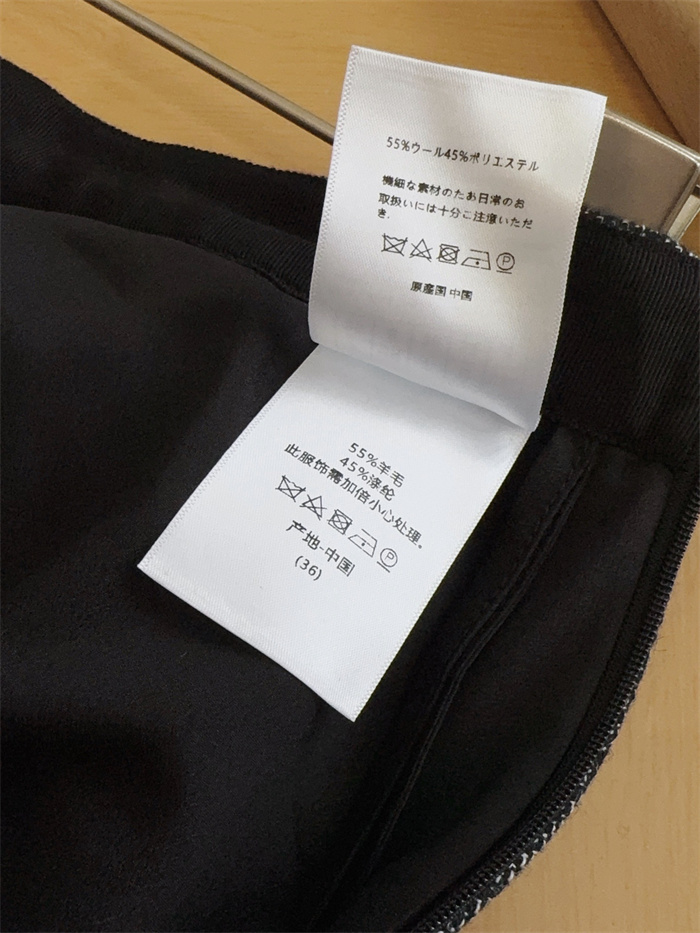 55%ウール45%ポリエステル
機細な素材のたあ日常のお
取扱いには十分ご注意いただ
き.
P
原産国 中国
55%羊毛
45%涤纶
此服饰需加倍小心处理。
P
产地-中国
(36)